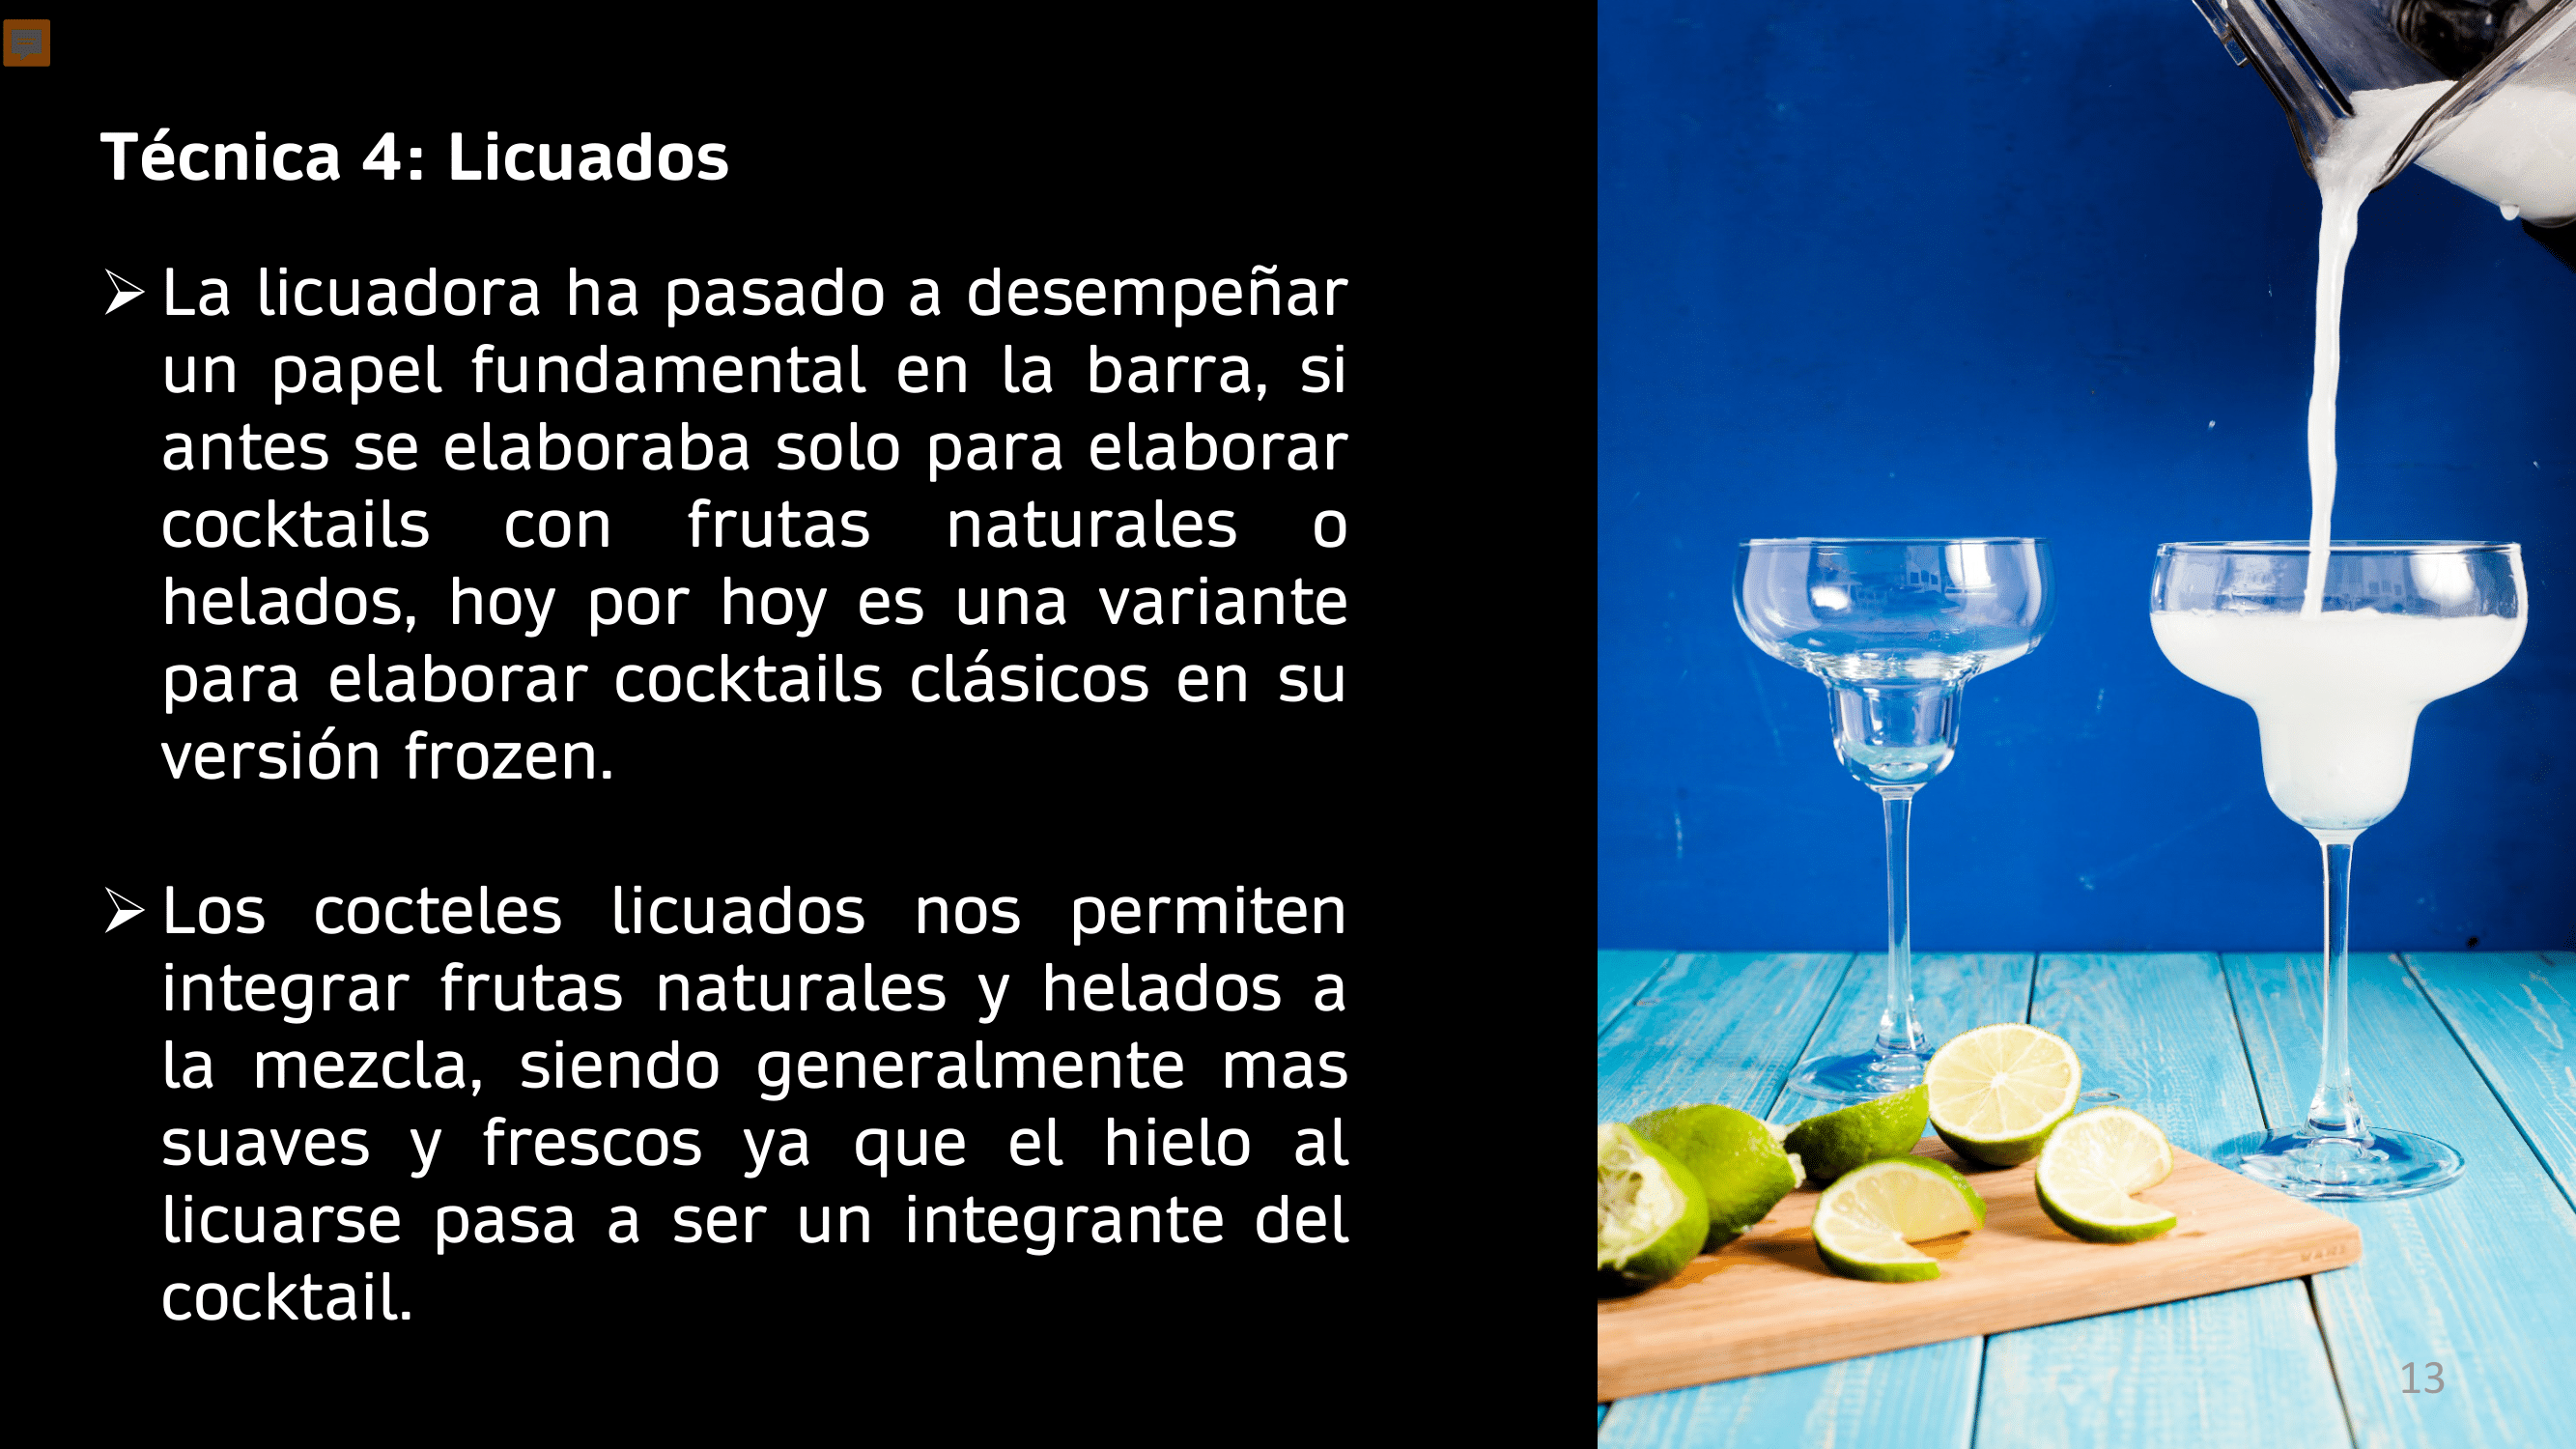 Técnica 4: Licuados
➢ La licuadora ha pasado a desempeñar
un papel fundamental en la barra, si
antes se elaboraba solo para elaborar
cocktails con frutas naturales o
helados, hoy por hoy es una variante
para elaborar cocktails clásicos en su
versión frozen.
➢ Los cocteles licuados nos permiten
integrar frutas naturales y helados a
la mezcla, siendo generalmente mas
suaves y frescos ya que el hielo al
licuarse pasa a ser un integrante del
cocktail.
13